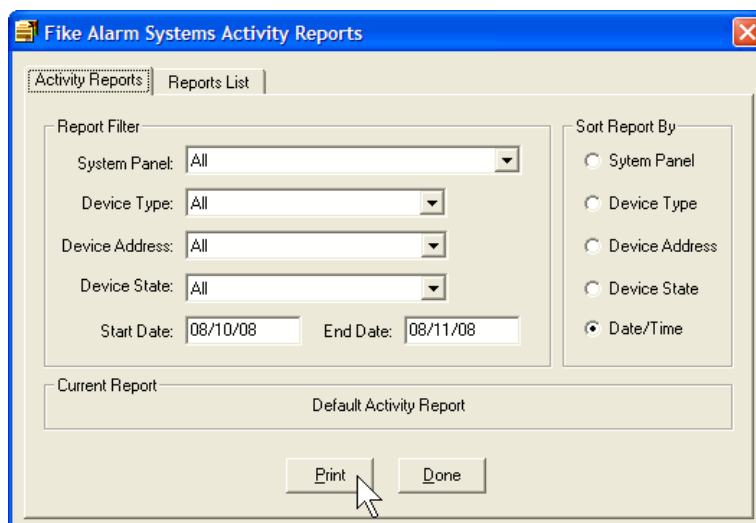 Fike Alarm Systems Activity Reports
Activity Reports Reports List
Report Filter
System Panel: All
Device Type: All
Device Address: All
Device State: All
Start Date: 08/10/08 End Date: 08/11/08
Sort Report By
Sytem Panel
Device Type
Device Address
Device State
Date/Time
Current Report
Default Activity Report
Print Done